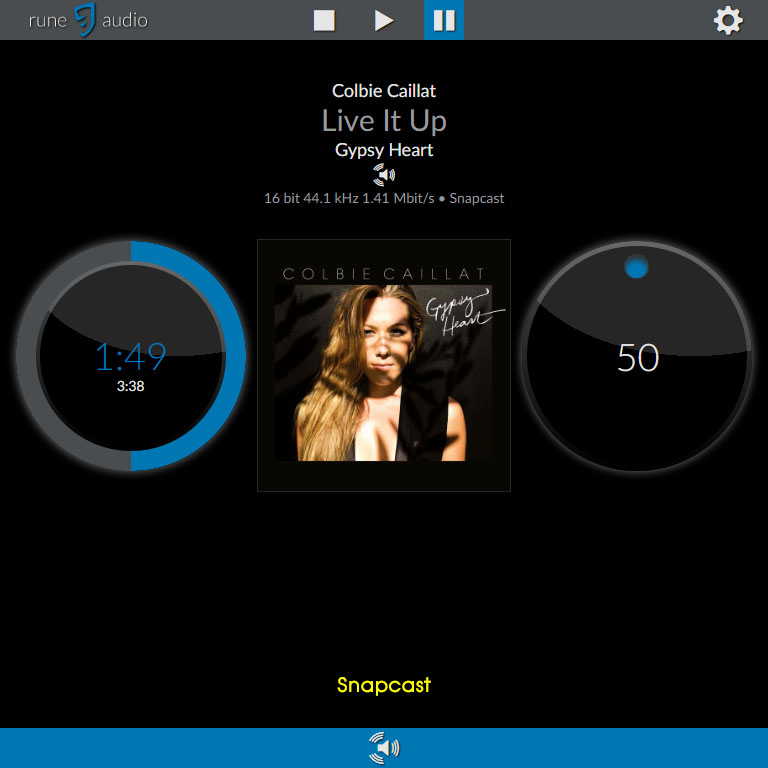 rune audio
Colbie Caillat
Live It Up
Gypsy Heart
16 bit 44.1 kHz 1.41 Mbit/s • Snapcast
COLBIE CAILLAT
Gypsy
Heart
1:49
3:38
50
Snapcast